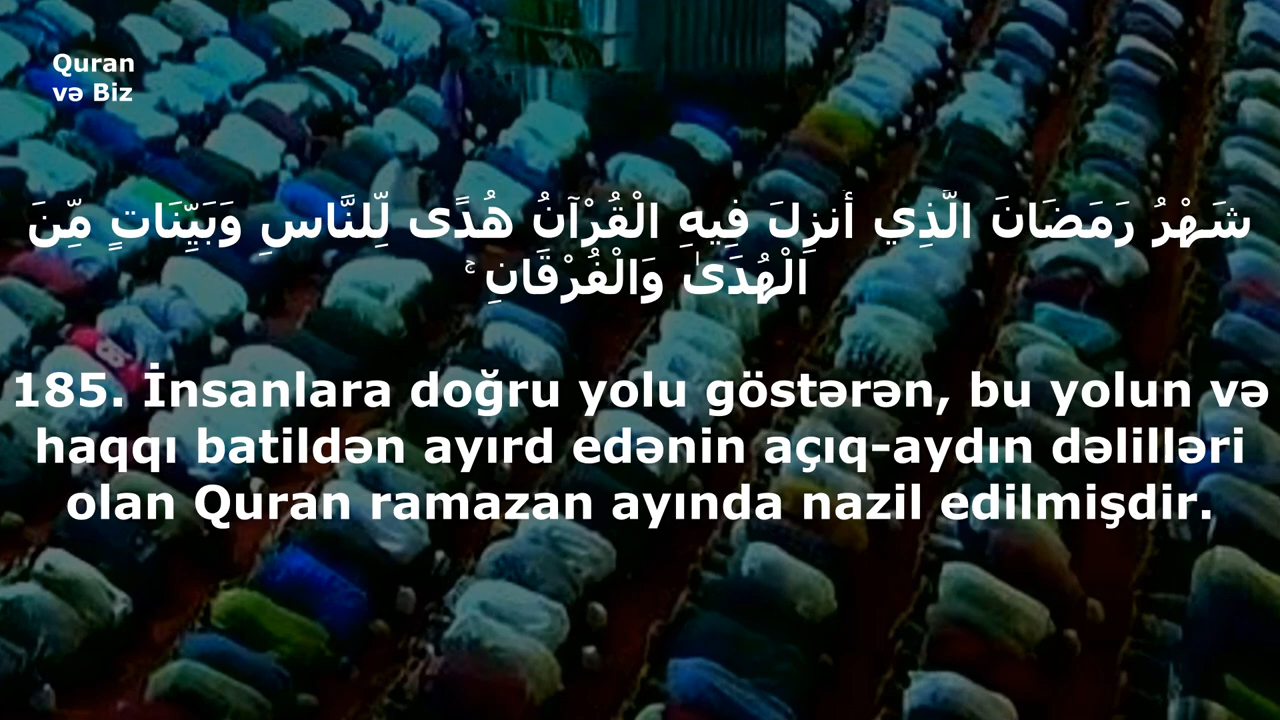 Quran
və Biz
شَهْرُ رَمَضَانَ الَّذِي أُنزِلَ فِيهِ الْقُرْآنُ هُدًى لِّلنَّاسِ وَبَيِّنَاتٍ مِّنَ
الْهُدَىٰ وَالْفُرْقَانِ ۚ
185. İnsanlara doğru yolu göstərən, bu yolun və
haqqı batildən ayırd edənin açıq-aydın dəlilləri
olan Quran ramazan ayında nazil edilmişdir.